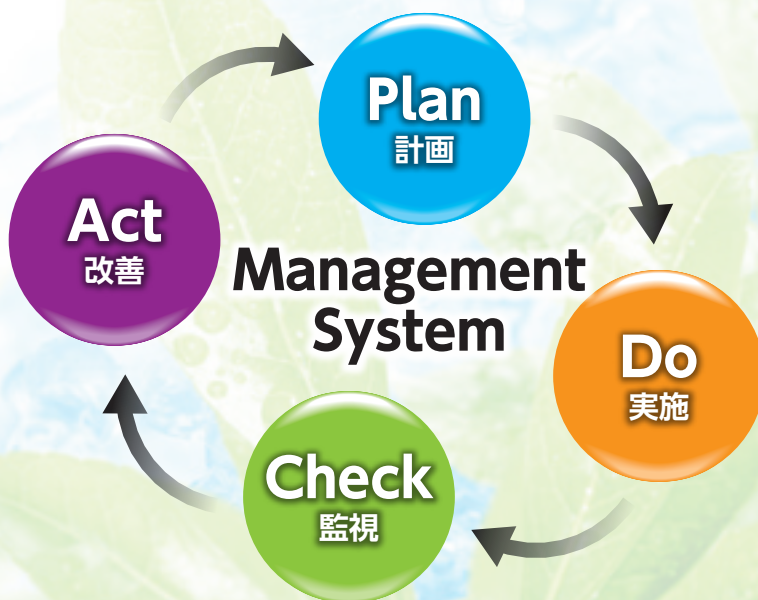 Plan
計画
Act
改善
Management
System
Do
実施
Check
監視